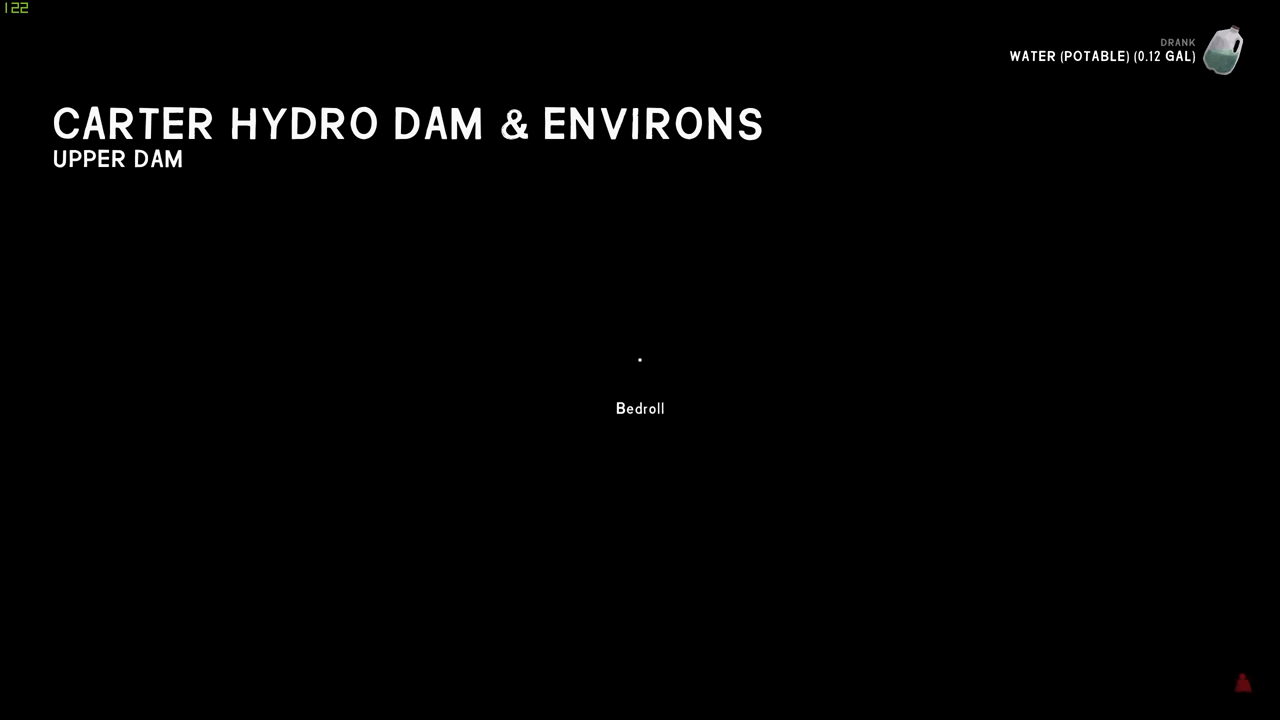 122
DRANK
WATER (POTABLE) (0.12 GAL)
CARTER HYDRO DAM & ENVIRONS
UPPER DAM
Bedroll